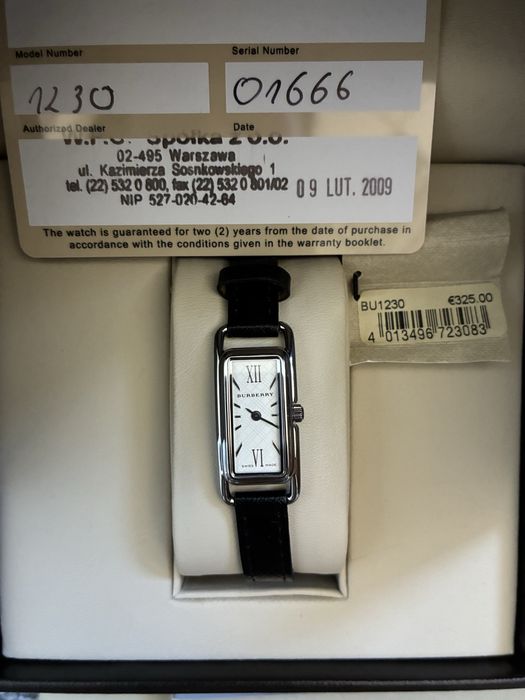 Model Number
Serial Number
1230
01666
Authorized Dealer
Date
Spółka z o.o.
02-495 Warszawa
ul. Kazimierza Sosnkowskiego 1
tel. (22) 532 0 800, fax (22) 532 0 801/02
NIP 527-020-42-64
09 LUT. 2009
The watch is guaranteed for two (2) years from the date of purchase in
accordance with the conditions given in the warranty booklet.
BU1230 €325.00
4 013496 723083
XII
BURBERRY
VI
SWISS MADE